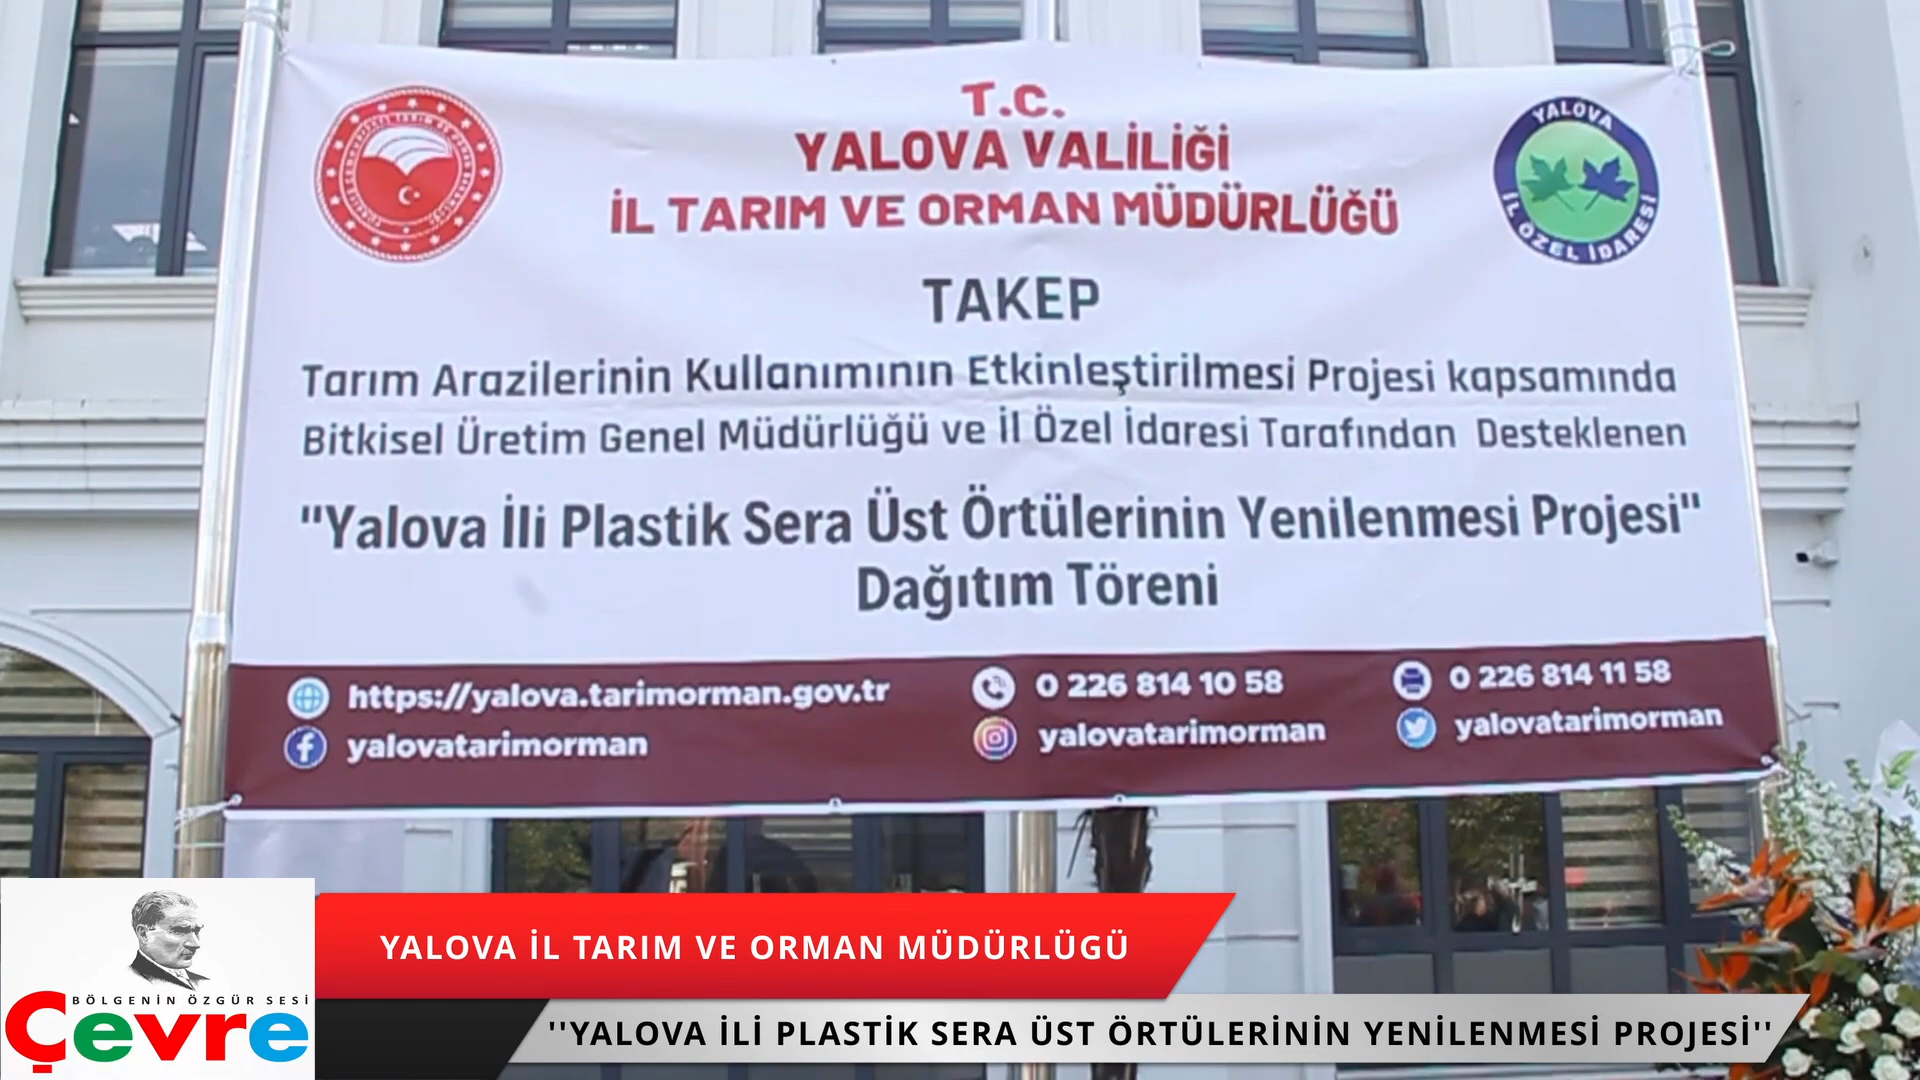 T.C.
YALOVA VALİLİĞİ
İL TARIM VE ORMAN MÜDÜRLÜĞÜ
YALOVA
İL ÖZEL İDARESİ
TAKEP
Tarım Arazilerinin Kullanımının Etkinleştirilmesi Projesi kapsamında
Bitkisel Üretim Genel Müdürlüğü ve İl Özel İdaresi Tarafından Desteklenen
"Yalova İli Plastik Sera Üst Örtülerinin Yenilenmesi Projesi"
Dağıtım Töreni
https://yalova.tarimorman.gov.tr
0 226 814 10 58
0 226 814 11 58
yalovatarimorman
yalovatarimorman
yalovatarimorman
YALOVA İL TARIM VE ORMAN MÜDÜRLÜGÜ
BÖLGENİN ÖZGÜR SESİ
Çevre
''YALOVA İLİ PLASTİK SERA ÜST ÖRTÜLERİNİN YENİLENMESİ PROJESİ''